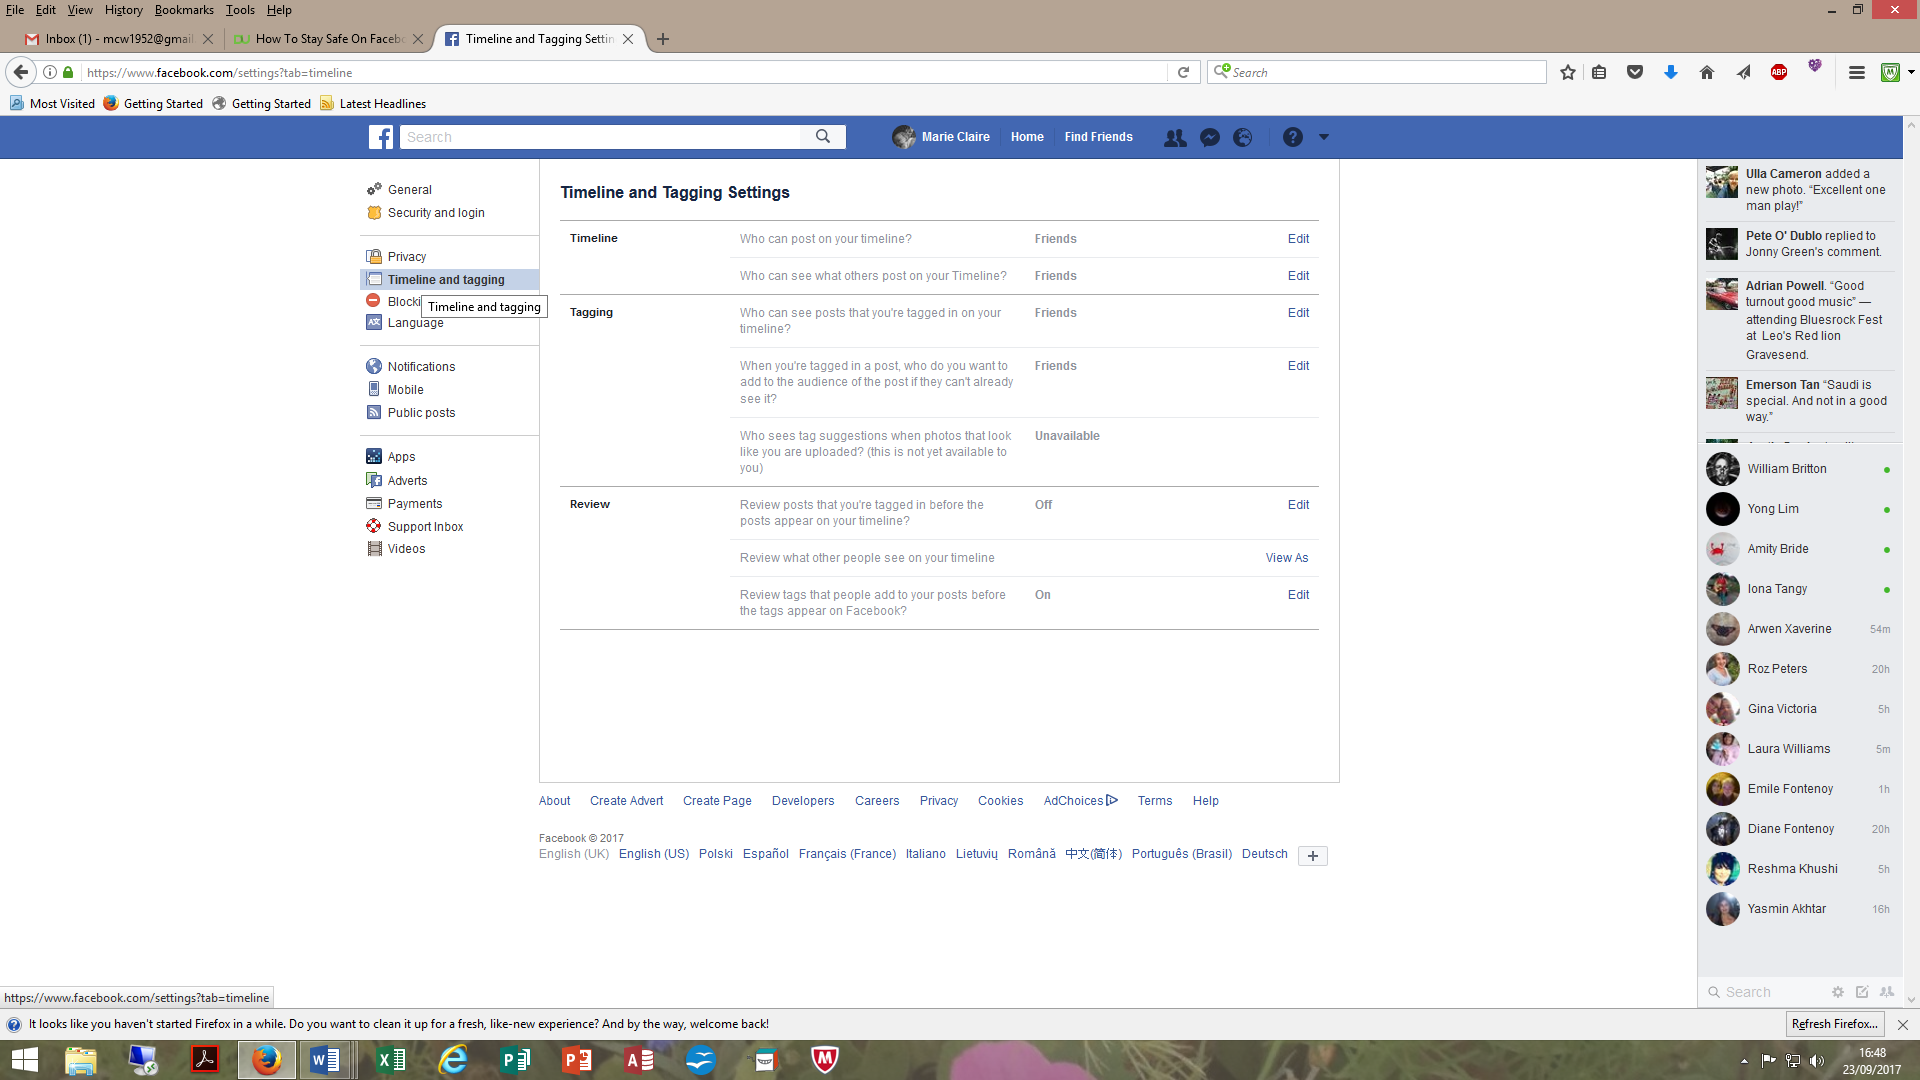 File Edit View History Bookmarks Tools Help
Inbox (1) - mcw1952@gmail
How To Stay Safe On Facebo
Timeline and Tagging Settin
https://www.facebook.com/settings?tab=timeline
Search
Most Visited Getting Started Getting Started Latest Headlines
Search
Marie Claire Home Find Friends
General
Security and login
Privacy
Timeline and tagging
Blocki
Timeline and tagging
Language
Notifications
Mobile
Public posts
Apps
Adverts
Payments
Support Inbox
Videos
Timeline and Tagging Settings
Timeline Who can post on your timeline? Friends Edit
Who can see what others post on your Timeline? Friends Edit
Tagging Who can see posts that you're tagged in on your Friends Edit
timeline?
When you're tagged in a post, who do you want to Friends Edit
add to the audience of the post if they can't already
see it?
Who sees tag suggestions when photos that look Unavailable
like you are uploaded? (this is not yet available to
you)
Review Review posts that you're tagged in before the Off Edit
posts appear on your timeline?
Review what other people see on your timeline View As
Review tags that people add to your posts before On Edit
the tags appear on Facebook?
About Create Advert Create Page Developers Careers Privacy Cookies AdChoices Terms Help
Facebook © 2017
English (UK) English (US) Polski Español Français (France) Italiano Lietuvių Română 中文(简体) Português (Brasil) Deutsch
Ulla Cameron added a
new photo. “Excellent one
man play!”
Pete O' Dublo replied to
Jonny Green's comment.
Adrian Powell. “Good
turnout good music” —
attending Bluesrock Fest
at Leo's Red lion
Gravesend.
Emerson Tan “Saudi is
special. And not in a good
way.”
William Britton
Yong Lim
Amity Bride
Iona Tangy
Arwen Xaverine 54m
Roz Peters 20h
Gina Victoria 5h
Laura Williams 5m
Emile Fontenoy 1h
Diane Fontenoy 20h
Reshma Khushi 5h
Yasmin Akhtar 16h
Search
https://www.facebook.com/settings?tab=timeline
It looks like you haven't started Firefox in a while. Do you want to clean it up for a fresh, like-new experience? And by the way, welcome back!
Refresh Firefox...
16:48
23/09/2017